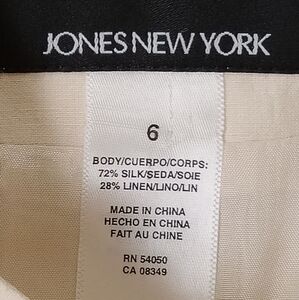 JONES NEW YORK
6
BODY/CUERPO/CORPS:
72% SILK/SEDA/SOIE
28% LINEN/LINO/LIN
MADE IN CHINA
HECHO EN CHINA
FAIT AU CHINE
RN 54050
CA 08349